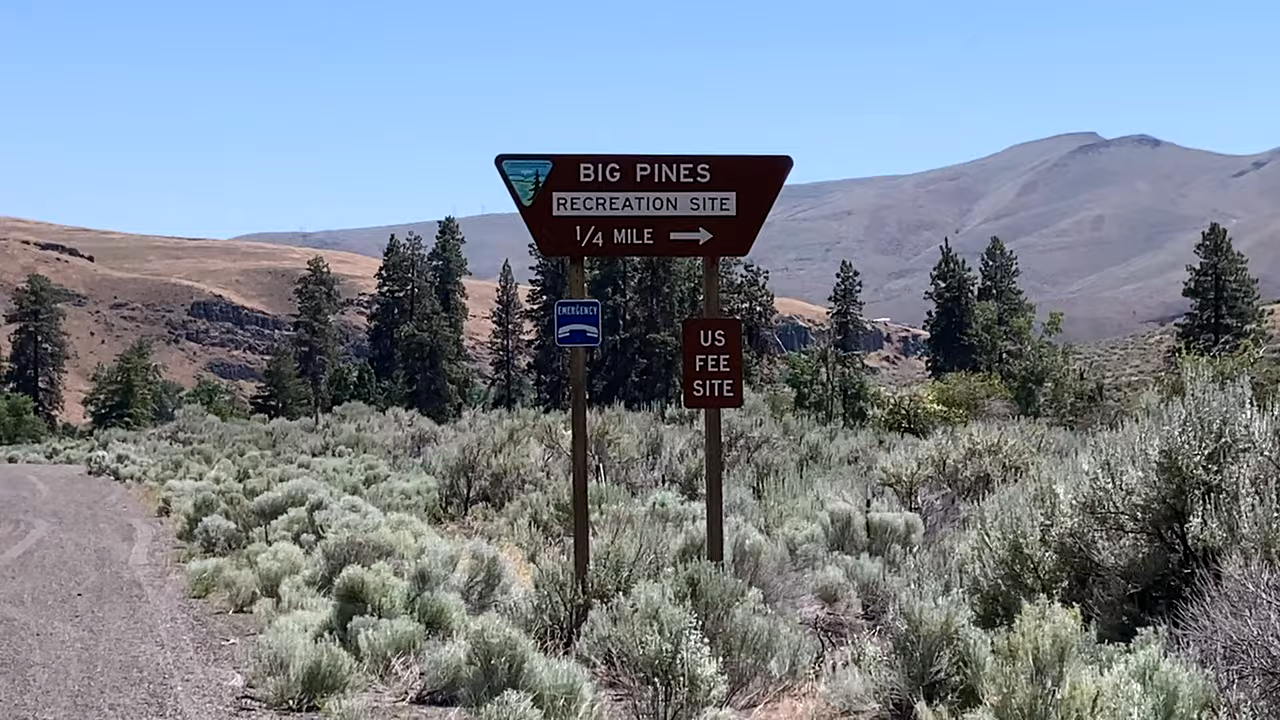 BIG PINES
RECREATION SITE
1/4 MILE →
EMERGENCY
US
FEE
SITE